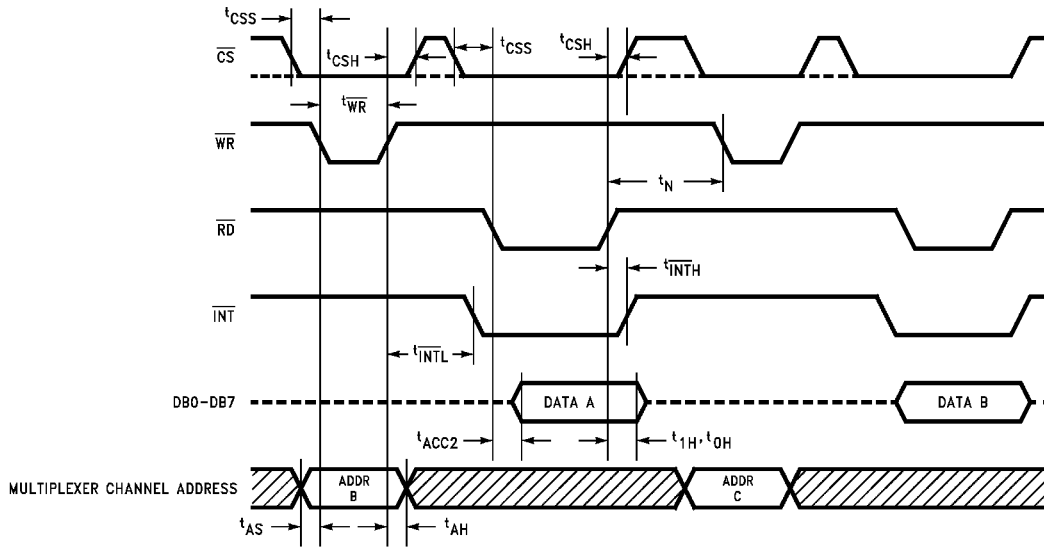 tCSS
CS
tCSH
tCSS
tCSH
tWR
WR
tN
RD
tINTH
INT
tINTL
DB0-DB7
DATA A
DATA B
tACC2
t1H, t0H
MULTIPLEXER CHANNEL ADDRESS
ADDR
B
ADDR
C
tAS
tAH